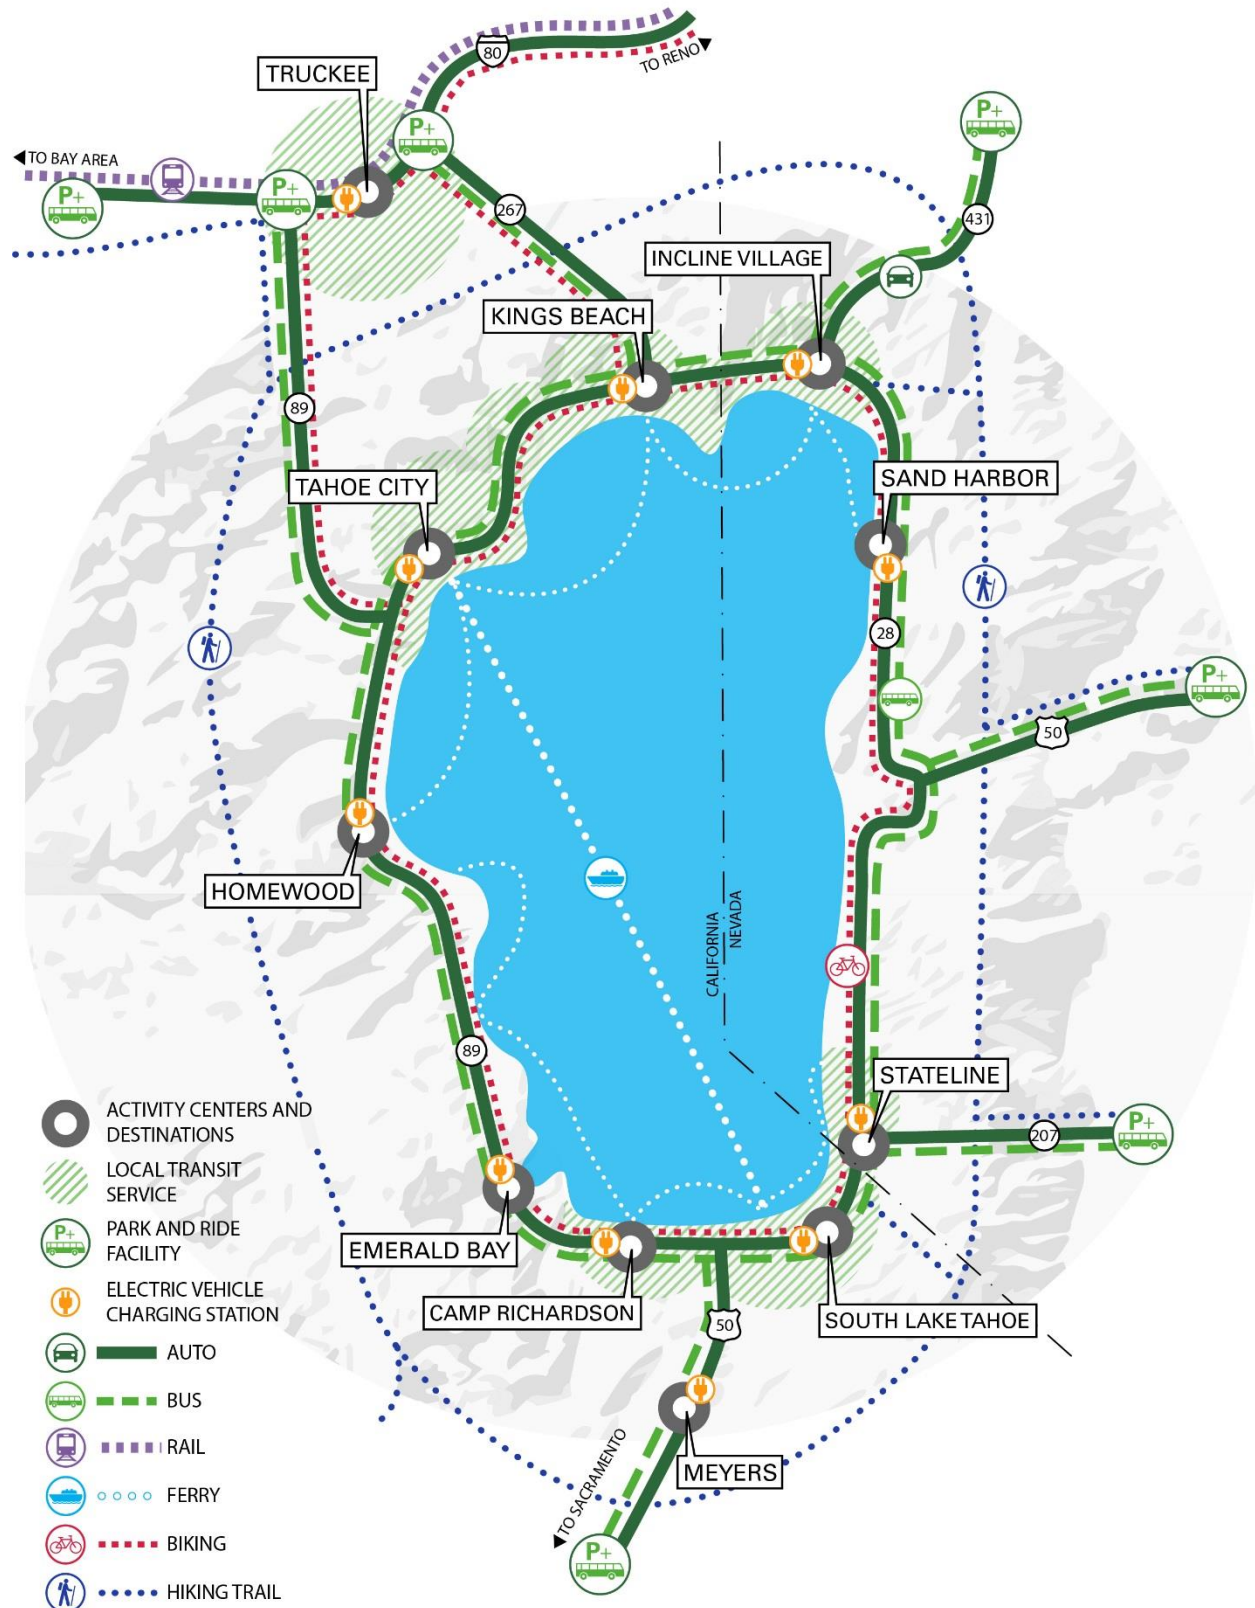 80
TO RENO
TRUCKEE
P+
P+
TO BAY AREA
P+
P+
267
431
INCLINE VILLAGE
KINGS BEACH
89
TAHOE CITY
SAND HARBOR
28
P+
50
HOMEWOOD
CALIFORNIA
NEVADA
89
STATELINE
207
P+
EMERALD BAY
CAMP RICHARDSON
SOUTH LAKE TAHOE
50
MEYERS
TO SACRAMENTO
P+
ACTIVITY CENTERS AND
DESTINATIONS
LOCAL TRANSIT
SERVICE
P+
PARK AND RIDE
FACILITY
ELECTRIC VEHICLE
CHARGING STATION
AUTO
BUS
RAIL
FERRY
BIKING
HIKING TRAIL